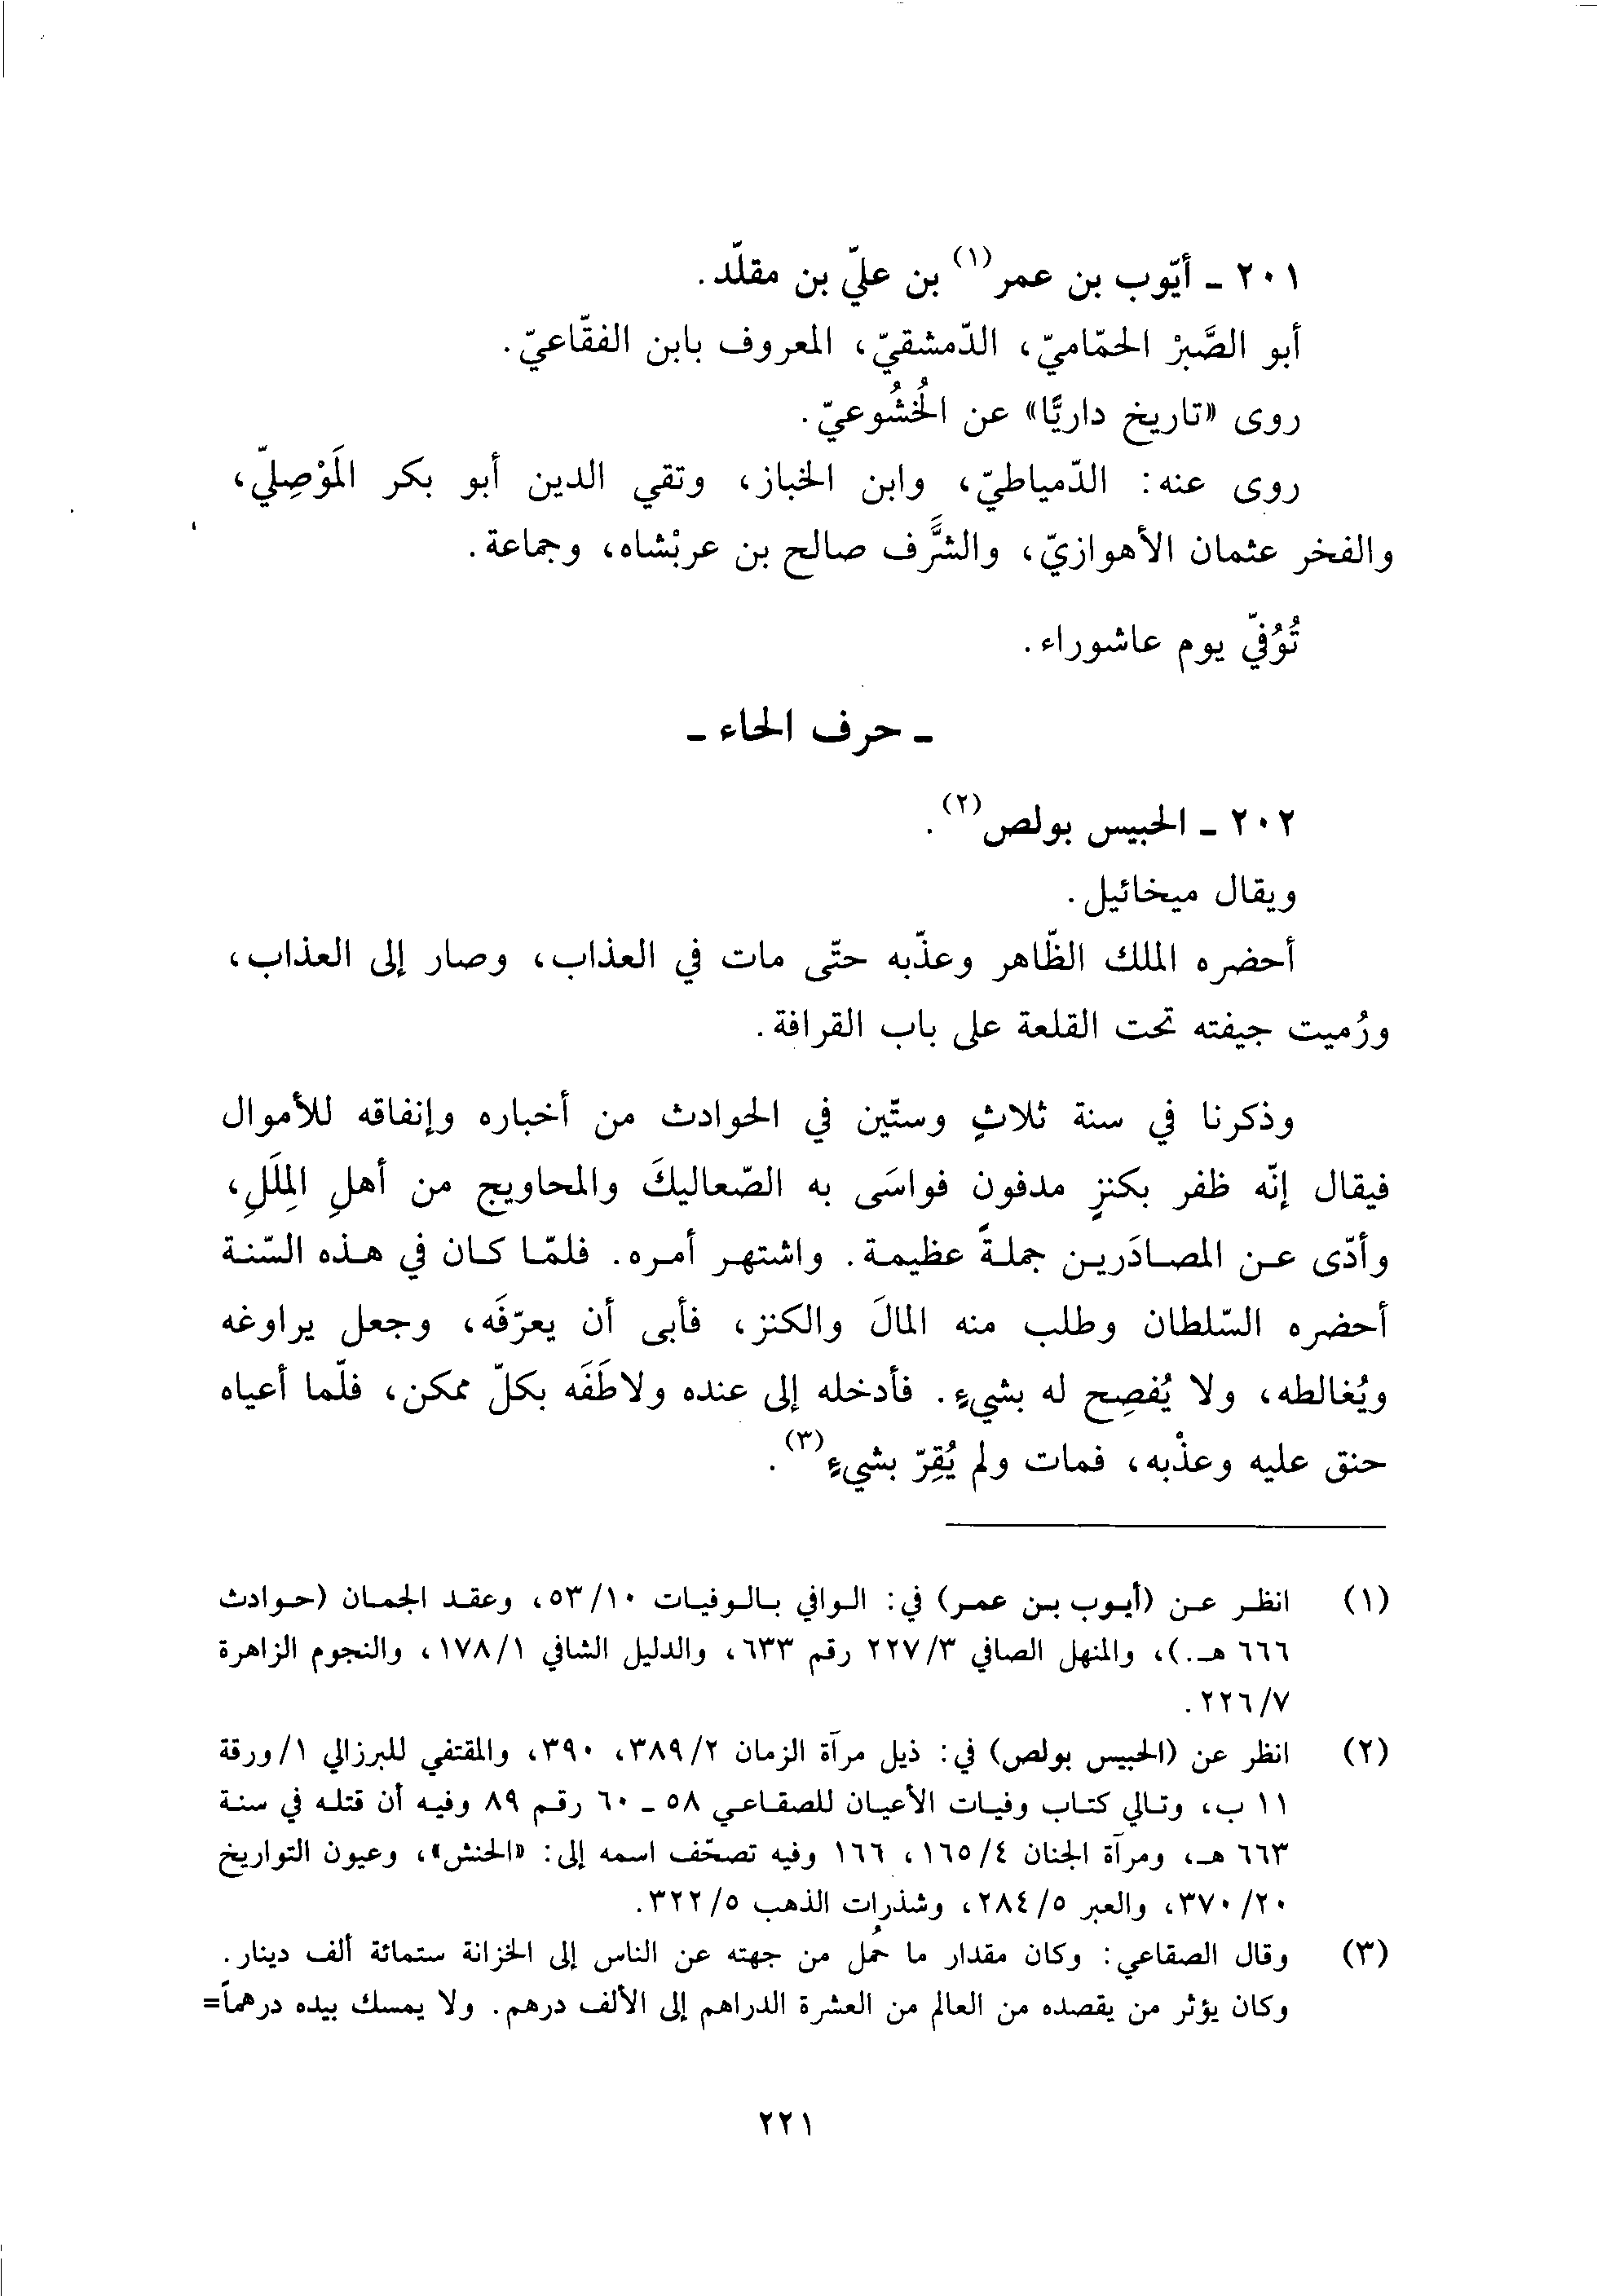 ٢٠١ - أيّوب بن عمر(١) بن عليّ بن مقلّد.
أبو الصَّبرْ الحمّاميّ، الدّمشقيّ، المعروف بابن الفقّاعيّ.
روى «تاريخ داريَّا» عن الخُشُوعيّ.
روى عنه: الدّمياطيّ، وابن الخباز، وتقي الدين أبو بكر المَوْصِليّ،
والفخر عثمان الأهوازيّ، والشَّرَف صالح بن عربْشاه، وجماعة.
تُوُفيّ يوم عاشوراء.
- حرف الحاء -
٢٠٢ - الحبيس بولص(٢).
ويقال ميخائيل.
أحضره الملك الظّاهر وعذّبه حتّى مات في العذاب، وصار إلى العذاب،
ورُميت جيفته تحت القلعة على باب القرافة.
وذكرنا في سنة ثلاثٍ وستّين في الحوادث من أخباره وإنفاقه للأموال
فيقال إنّه ظفر بكنزٍ مدفون فواسَى به الصّعاليكَ والمحاويج من أهلِ المِلَلِ،
وأدّى عن المصادَرين جملةً عظيمة. واشتهر أمره. فلمّا كان في هذه السّنة
أحضره السّلطان وطلب منه المالَ والكنز، فأبى أن يعرّفَه، وجعل يراوغه
ويُغالطه، ولا يُفصِح له بشيءٍ. فأدخله إلى عنده ولاطَفَه بكلّ ممكن، فلّما أعياه
حنق عليه وعذْبه، فمات ولم يُقِرّ بشيءٍ(٣).
(١) انظر عن (أيوب بن عمر) في: الوافي بالوفيات ١٠/ ٥٣، وعقد الجمان (حوادث
٦٦٦ هـ.)، والمنهل الصافي ٣/ ٢٢٧ رقم ٦٣٣، والدليل الشافي ١/ ١٧٨، والنجوم الزاهرة
٧/ ٢٢٦.
(٢) انظر عن (الحبيس بولص) في: ذيل مرآة الزمان ٢/ ٣٨٩، ٣٩٠، والمقتفي للبرزالي ١/ ورقة
١١ ب، وتالي كتاب وفيات الأعيان للصقاعي ٥٨ - ٦٠ رقم ٨٩ وفيه أن قتله في سنة
٦٦٣ هـ، ومرآة الجنان ٤/ ١٦٥، ١٦٦ وفيه تصحّف اسمه إلى: «الحنش»، وعيون التواريخ
٢٠/ ٣٧٠، والعبر ٥/ ٢٨٤، وشذرات الذهب ٥/ ٣٢٢.
(٣) وقال الصقاعي: وكان مقدار ما حُمل من جهته عن الناس إلى الخزانة ستمائة ألف دينار.
وكان يؤثر من يقصده من العالم من العشرة الدراهم إلى الألف درهم. ولا يمسك بيده درهماً=
٢٢١